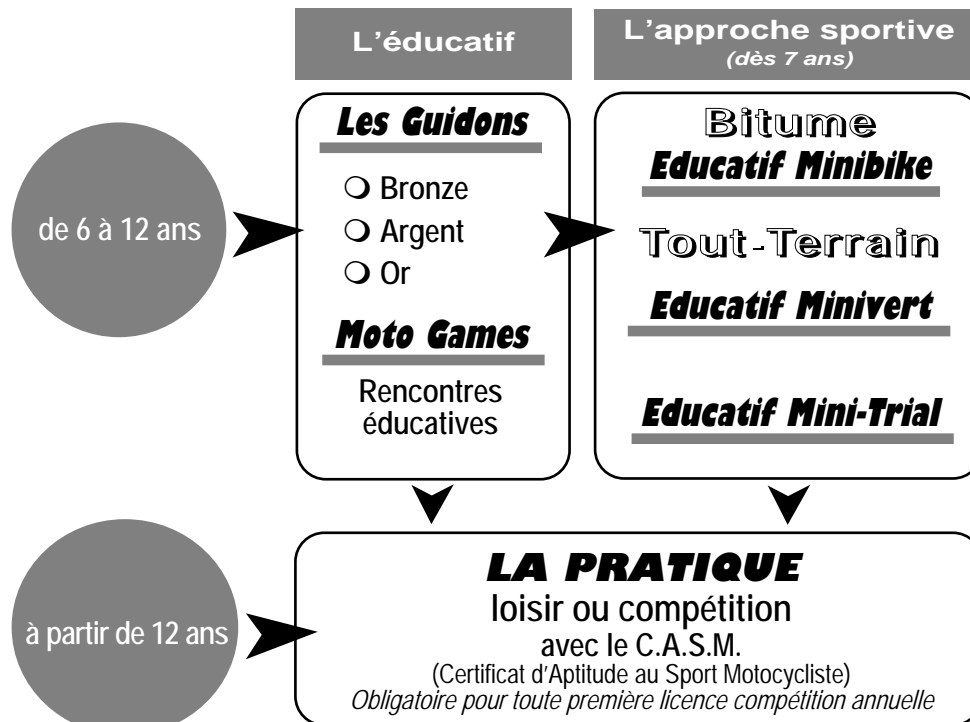 L'éducatif
L'approche sportive
(dès 7 ans)
de 6 à 12 ans
Les Guidons
Bronze
Argent
Or
Moto Games
Rencontres
éducatives
Bitume
Educatif Minibike
Tout-Terrain
Educatif Minivert
Educatif Mini-Trial
à partir de 12 ans
LA PRATIQUE
loisir ou compétition
avec le C.A.S.M.
(Certificat d'Aptitude au Sport Motocycliste)
Obligatoire pour toute première licence compétition annuelle